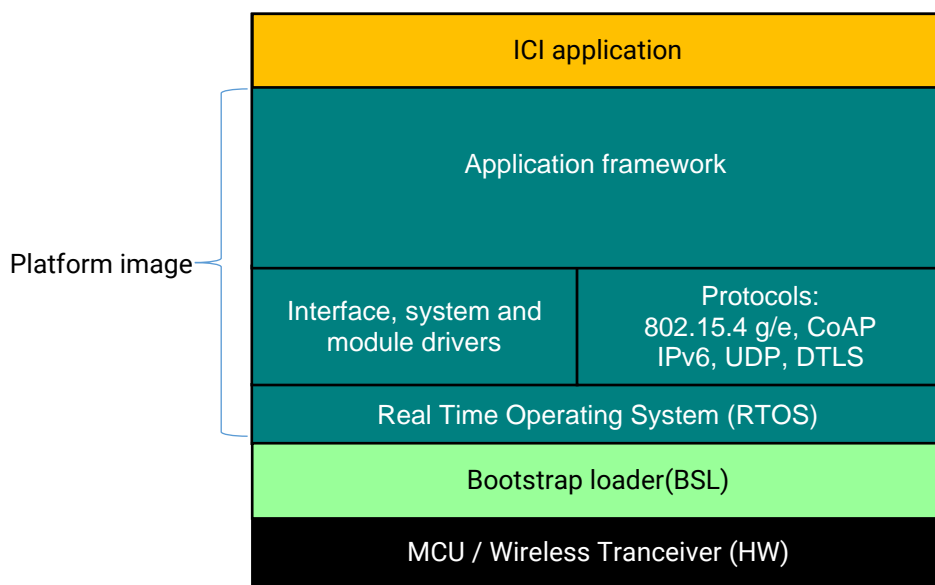 ICI application
Application framework
Platform image
Interface, system and
module drivers
Protocols:
802.15.4 g/e, CoAP
IPv6, UDP, DTLS
Real Time Operating System (RTOS)
Bootstrap loader(BSL)
MCU / Wireless Tranceiver (HW)